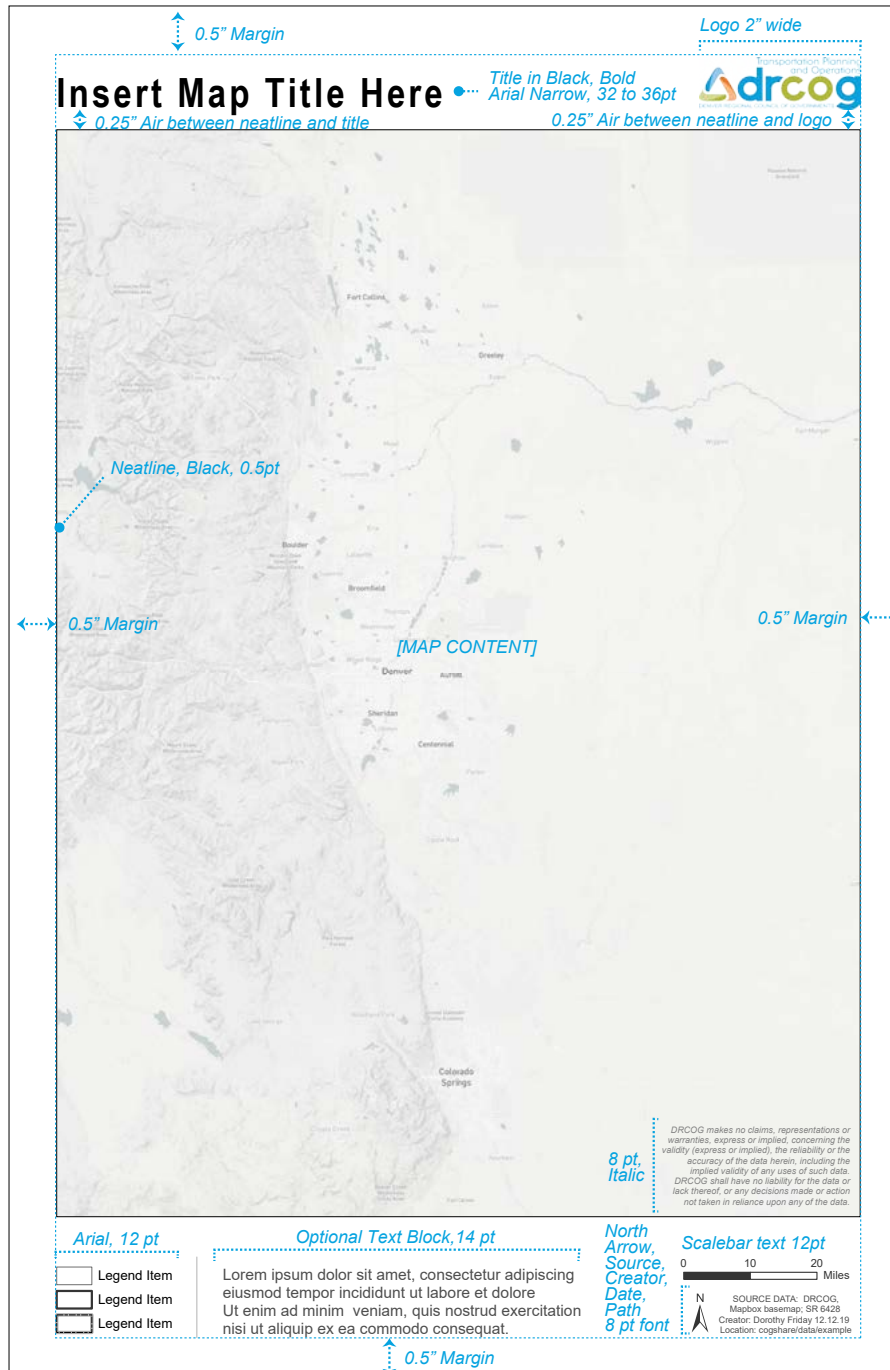 0.5” Margin
Logo 2” wide
Insert Map Title Here
Title in Black, Bold
Arial Narrow, 32 to 36pt
Transportation Planning
and Operations
drcog
DENVER REGIONAL COUNCIL OF GOVERNMENTS
0.25” Air between neatline and title
0.25” Air between neatline and logo
Fort Collins
Greeley
Neatline, Black, 0.5pt
Boulder
Broomfield
0.5” Margin
0.5” Margin
[MAP CONTENT]
Denver
Aurora
Sheridan
Centennial
Parker
Castle Rock
Colorado
Springs
8 pt,
Italic
DRCOG makes no claims, representations or
warranties, express or implied, concerning the
validity (express or implied), the reliability or the
accuracy of the data herein, including the
implied validity of any uses of such data.
DRCOG shall have no liability for the data or
lack thereof, or any decisions made or action
not taken in reliance upon any of the data.
Arial, 12 pt
Legend Item
Legend Item
Legend Item
Optional Text Block,14 pt
Lorem ipsum dolor sit amet, consectetur adipiscing
eiusmod tempor incididunt ut labore et dolore
Ut enim ad minim  veniam, quis nostrud exercitation
nisi ut aliquip ex ea commodo consequat.
North
Arrow,
Source,
Creator,
Date,
Path
8 pt font
Scalebar text 12pt
0 10 20
Miles
N
SOURCE DATA:  DRCOG,
Mapbox basemap; SR 6428
Creator: Dorothy Friday 12.12.19
Location: cogshare/data/example
0.5” Margin